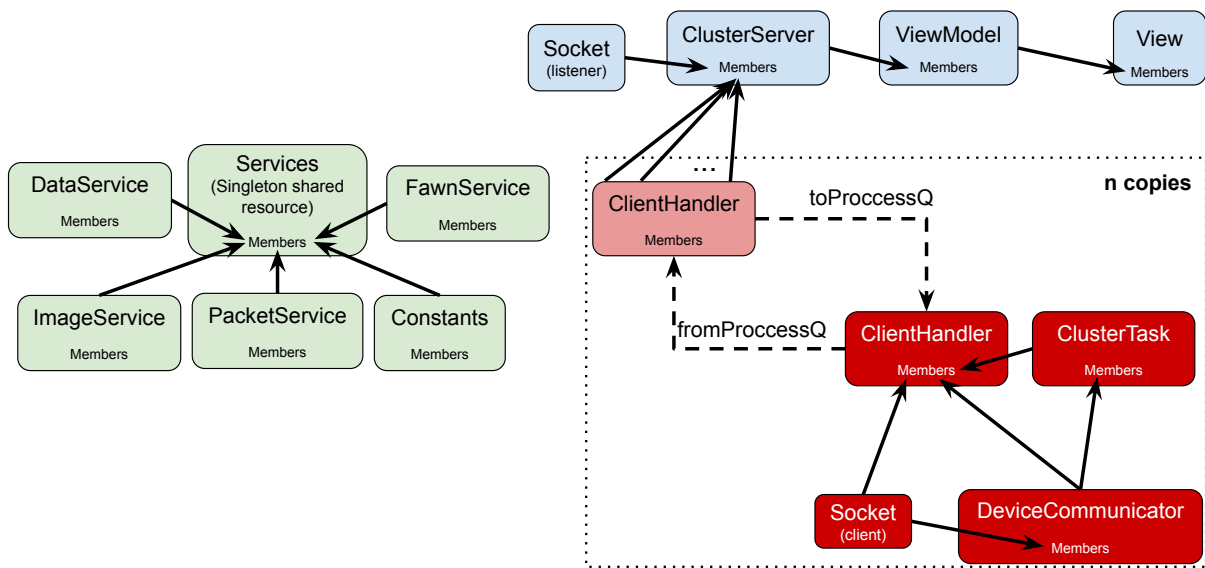 Socket
(listener)
ClusterServer
Members
ViewModel
Members
View
Members
DataService
Members
Services
(Singleton shared
resource)
Members
FawnService
Members
ImageService
Members
PacketService
Members
Constants
Members
...
n copies
ClientHandler
Members
toProccessQ
fromProccessQ
ClientHandler
Members
ClusterTask
Members
Socket
(client)
DeviceCommunicator
Members